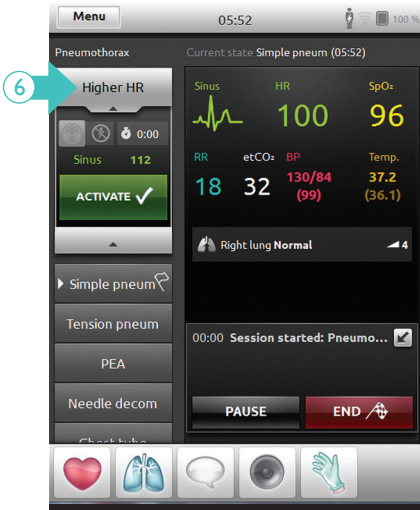 Menu
05:52
100 %
Pneumothorax
Current state Simple pneum (05:52)
6
Higher HR
0:00
Sinus 112
ACTIVATE
Simple pneum
Tension pneum
PEA
Needle decom
Chest tube
Sinus
HR
SpO₂
100
96
RR
etCO₂
BP
Temp.
18
32
130/84
(99)
37.2
(36.1)
Right lung Normal
4
00:00 Session started: Pneumo...
PAUSE
END